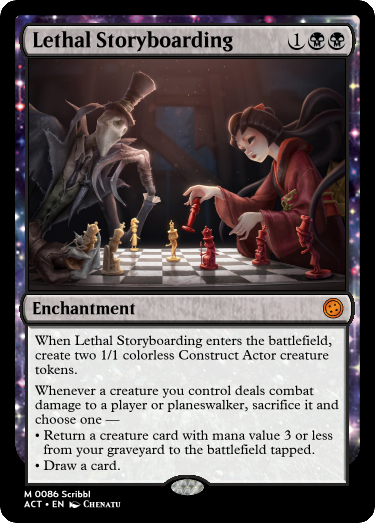 Lethal Storyboarding 1
Enchantment
When Lethal Storyboarding enters the battlefield,
create two 1/1 colorless Construct Actor creature
tokens.
Whenever a creature you control deals combat
damage to a player or planeswalker, sacrifice it and
choose one —
• Return a creature card with mana value 3 or less
from your graveyard to the battlefield tapped.
• Draw a card.
M 0086 Scribbl
ACT • EN Chenatu